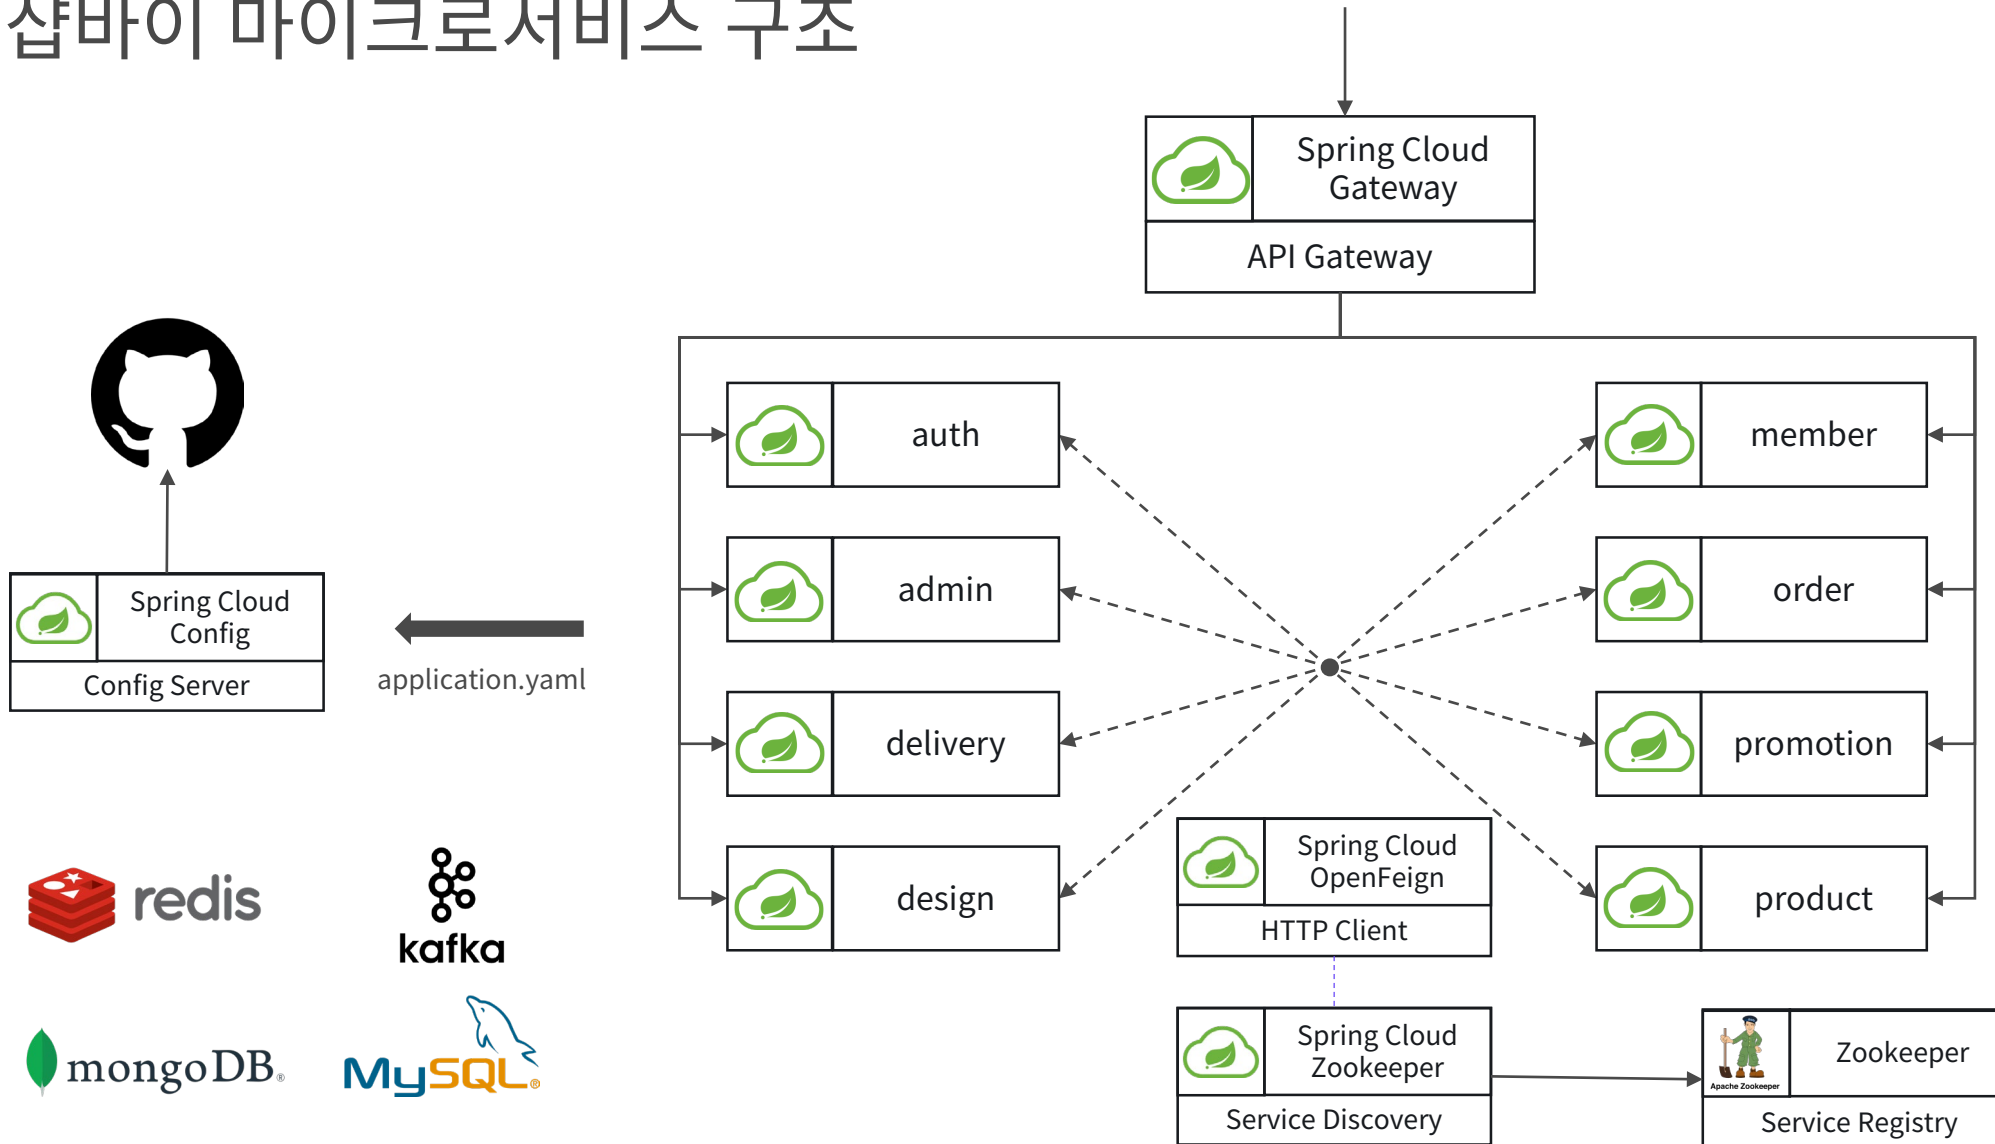 샵바이 마이크로서비스 구조
Spring Cloud
Gateway
API Gateway
auth
member
admin
order
Spring Cloud
Config
Config Server
application.yaml
delivery
promotion
design
product
Spring Cloud
OpenFeign
HTTP Client
redis
kafka
mongoDB®
MySQL®
Spring Cloud
Zookeeper
Service Discovery
Apache Zookeeper
Zookeeper
Service Registry